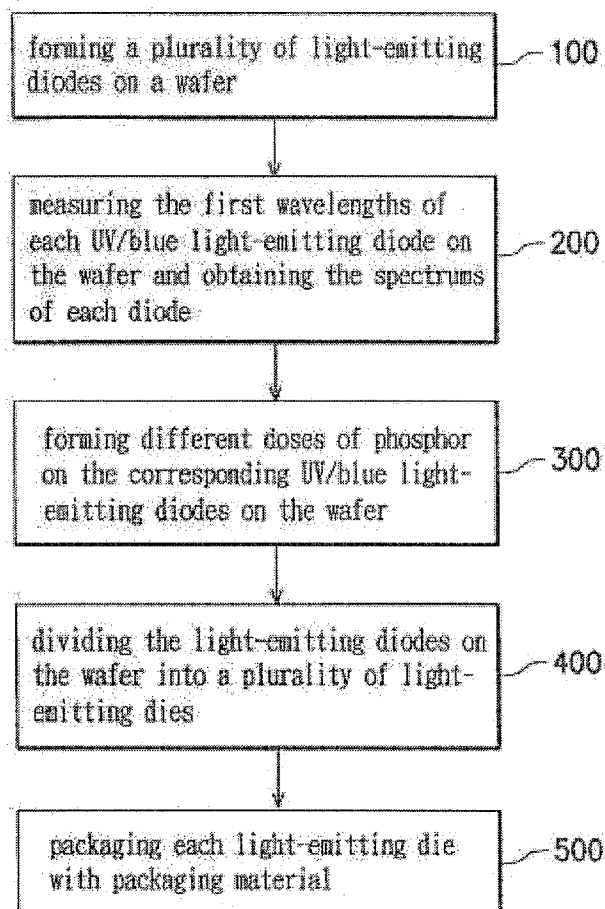 forming a plurality of light-emitting
diodes on a wafer
100
measuring the first wavelengths of
each UV/blue light-emitting diode on
the wafer and obtaining the spectrums
of each diode
200
forming different doses of phosphor
on the corresponding UV/blue light-
emitting diodes on the wafer
300
dividing the light-emitting diodes on
the wafer into a plurality of light-
emitting dies
400
packaging each light-emitting die
with packaging material
500